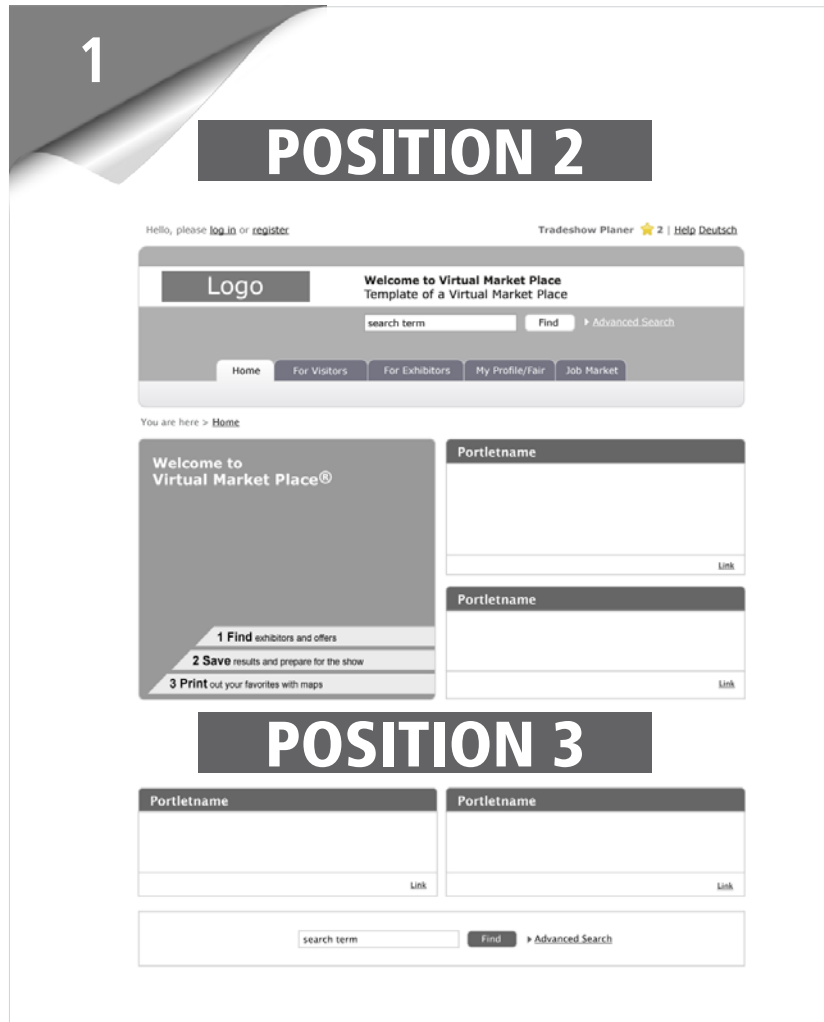 1
POSITION 2
Hello, please log in or register
Tradeshow Planer 2 | Help Deutsch
Logo
Welcome to Virtual Market Place
Template of a Virtual Market Place
search term
Find
Advanced Search
Home
For Visitors
For Exhibitors
My Profile/Fair
Job Market
You are here > Home
Welcome to
Virtual Market Place®
1 Find exhibitors and offers
2 Save results and prepare for the show
3 Print out your favorites with maps
Portletname
Link
Portletname
Link
POSITION 3
Portletname
Link
Portletname
Link
search term
Find
Advanced Search